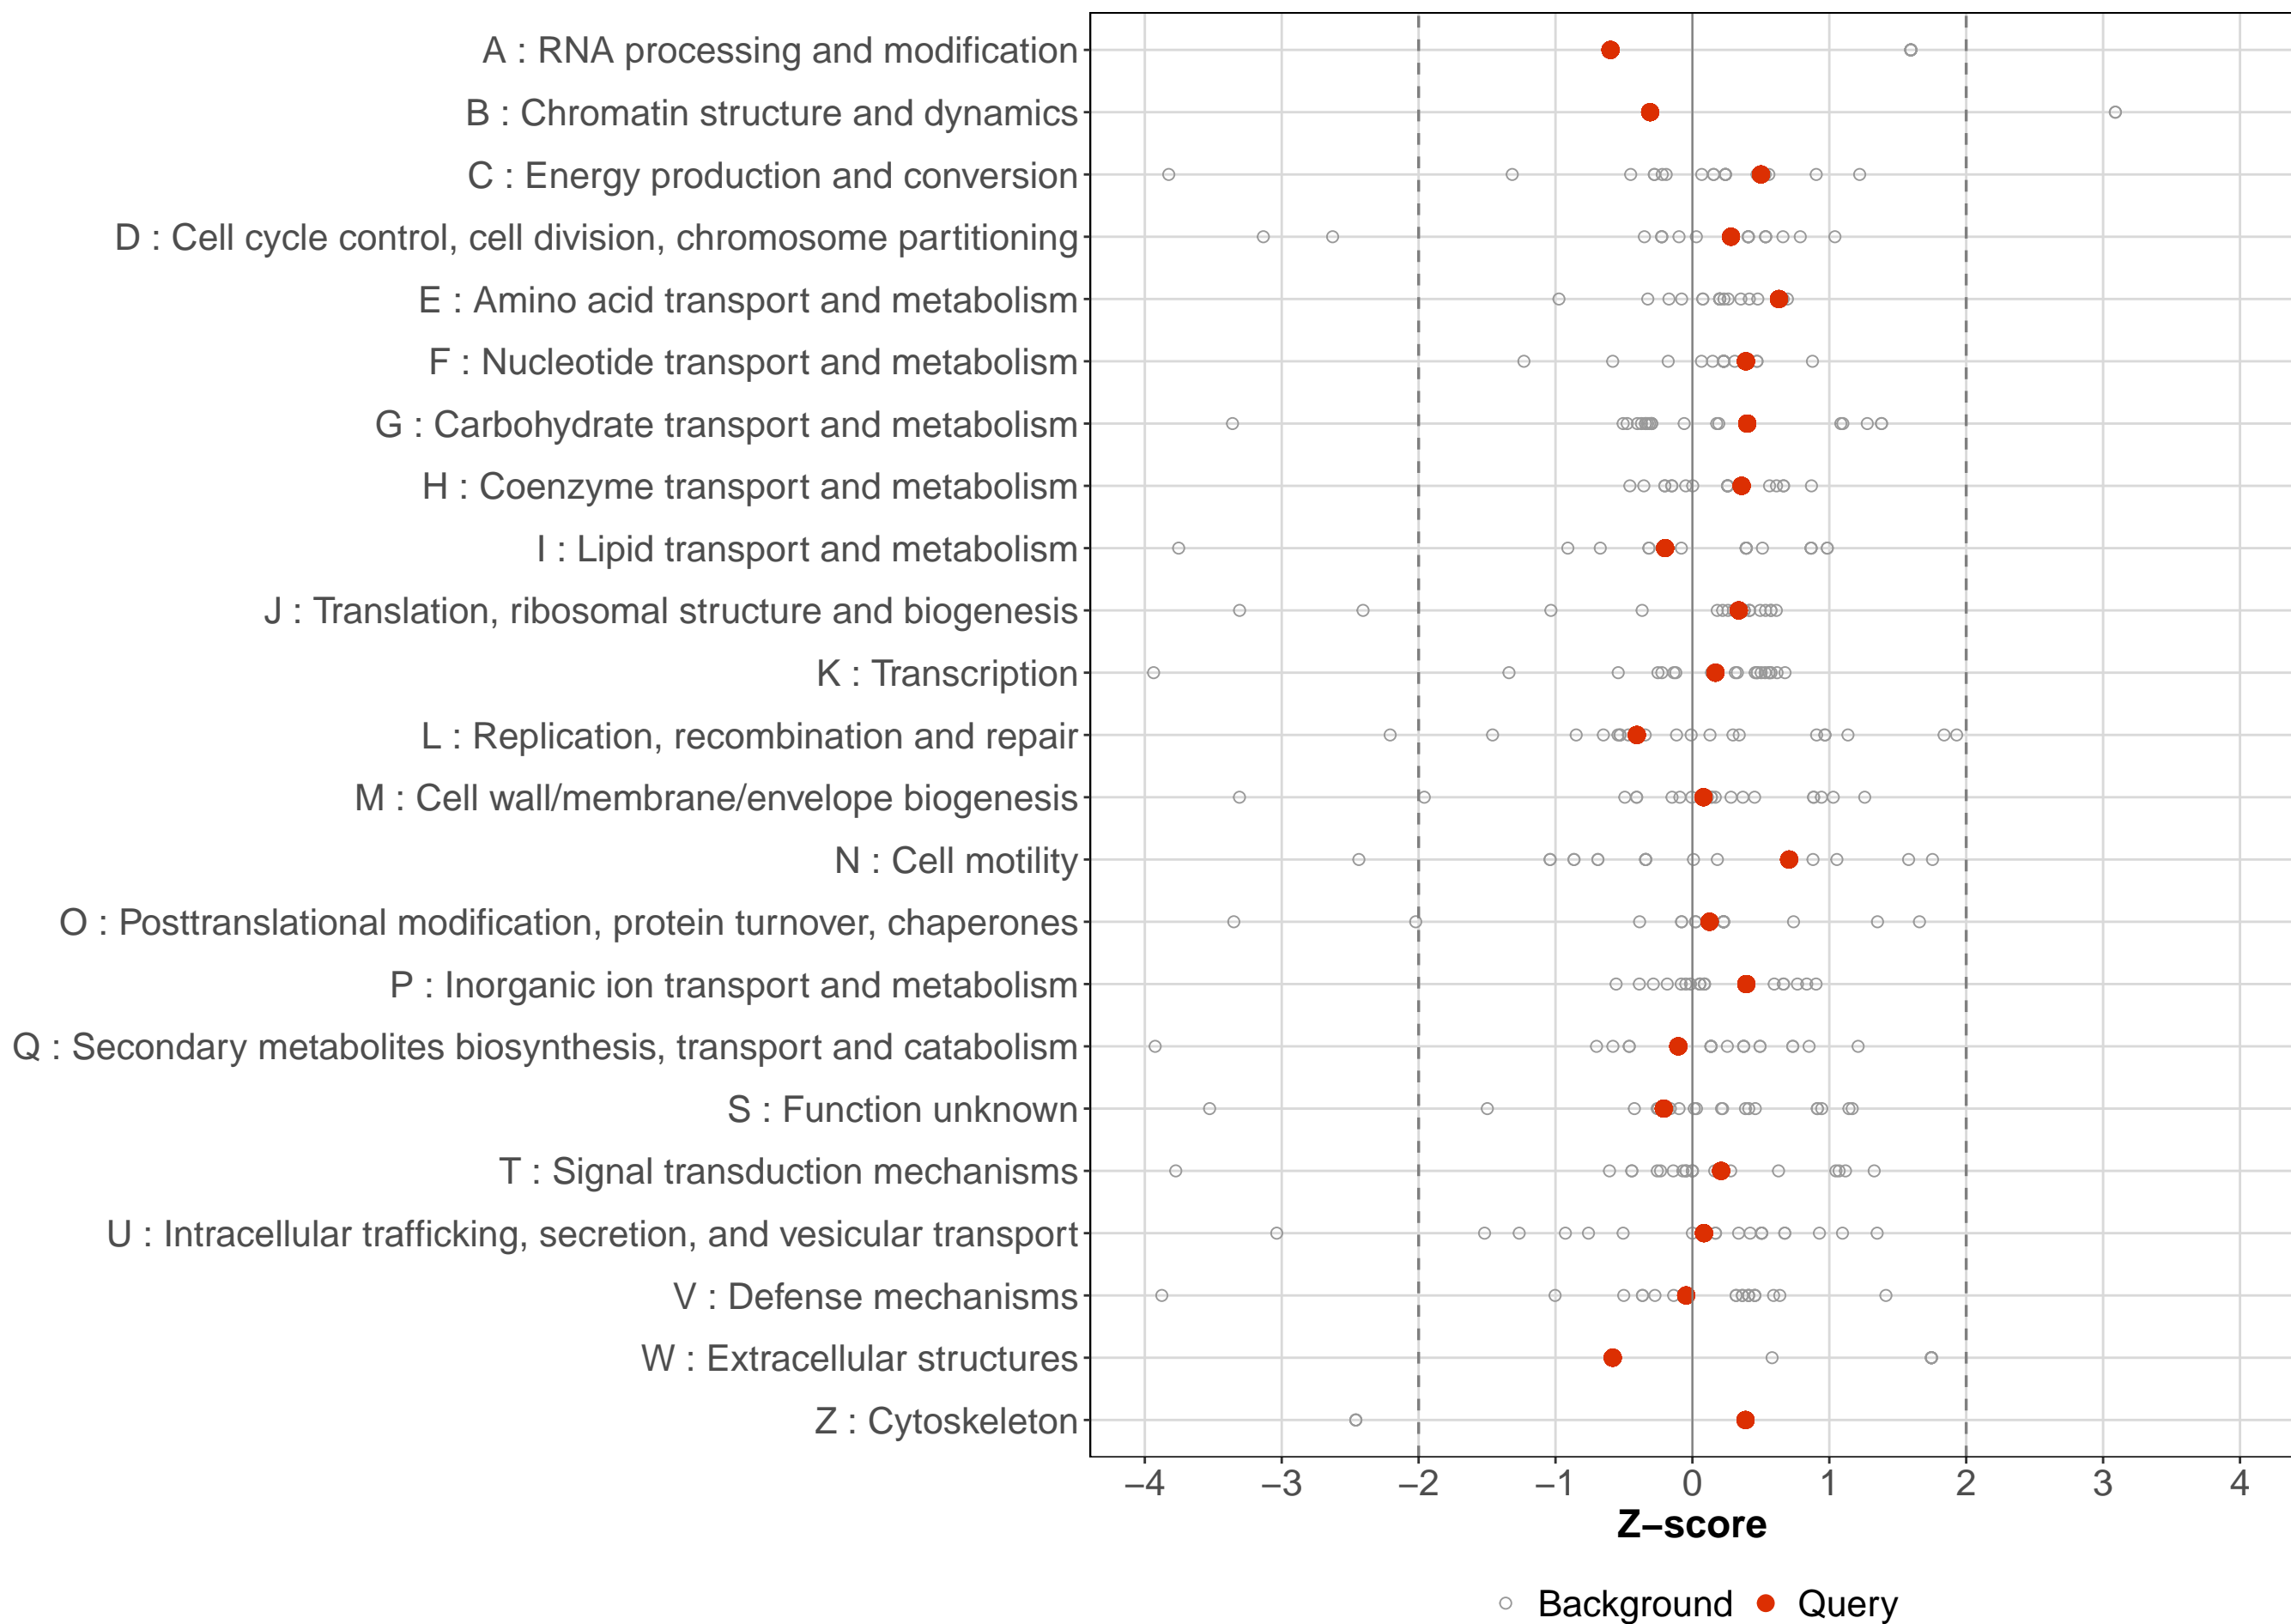 A : RNA processing and modification
B : Chromatin structure and dynamics
C : Energy production and conversion
D : Cell cycle control, cell division, chromosome partitioning
E : Amino acid transport and metabolism
F : Nucleotide transport and metabolism
G : Carbohydrate transport and metabolism
H : Coenzyme transport and metabolism
I : Lipid transport and metabolism
J : Translation, ribosomal structure and biogenesis
K : Transcription
L : Replication, recombination and repair
M : Cell wall/membrane/envelope biogenesis
N : Cell motility
O : Posttranslational modification, protein turnover, chaperones
P : Inorganic ion transport and metabolism
Q : Secondary metabolites biosynthesis, transport and catabolism
S : Function unknown
T : Signal transduction mechanisms
U : Intracellular trafficking, secretion, and vesicular transport
V : Defense mechanisms
W : Extracellular structures
Z : Cytoskeleton
−4 −3 −2 −1 0 1 2 3 4
Z−score
Background Query